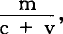 m
c + v ,